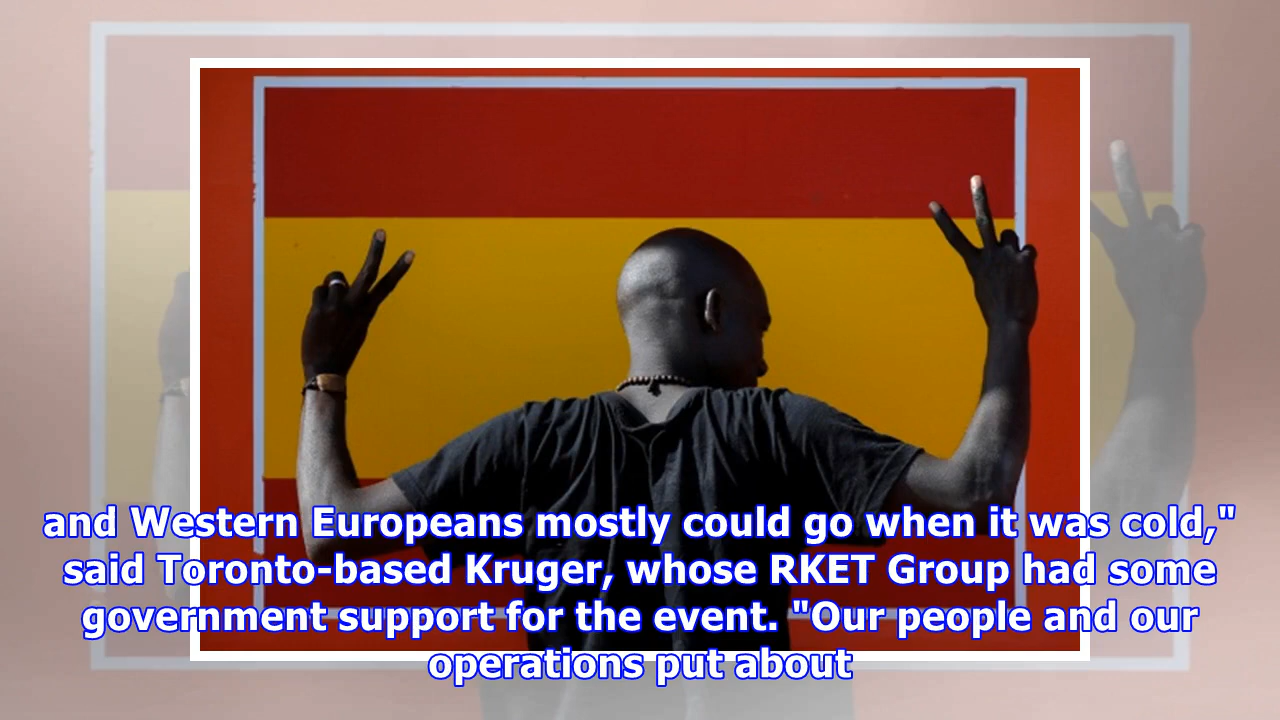 and Western Europeans mostly could go when it was cold,"
said Toronto-based Kruger, whose RKET Group had some
government support for the event. "Our people and our
operations put about